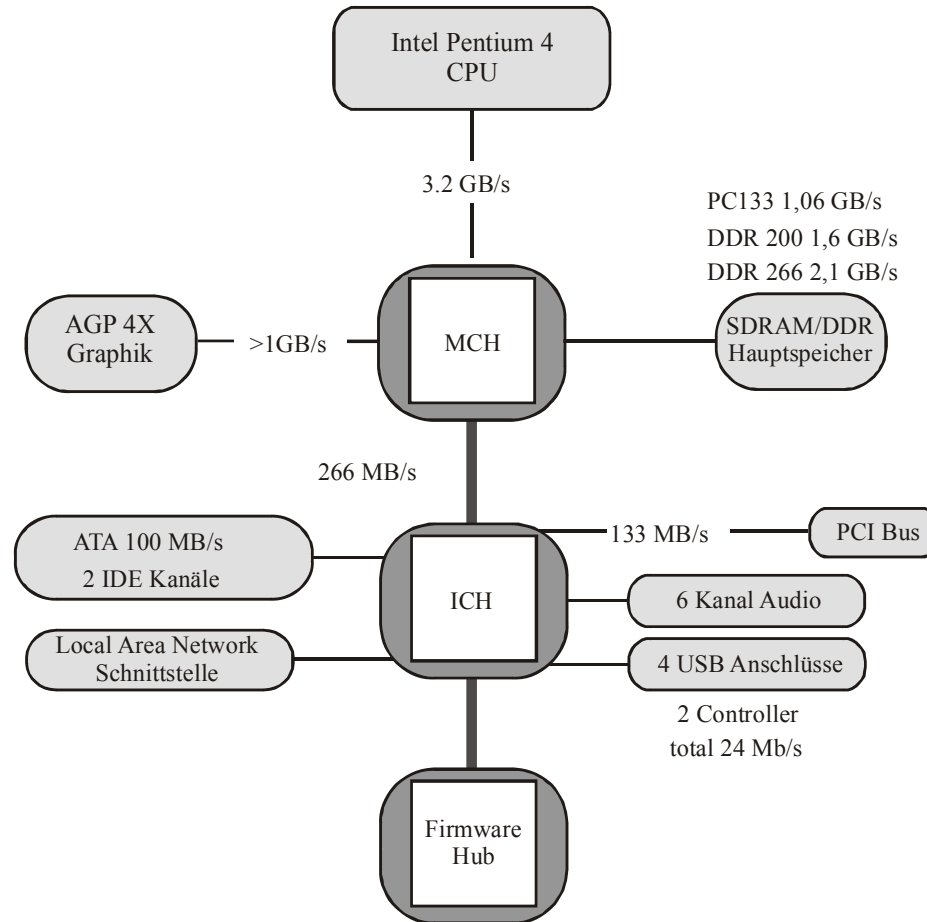 Intel Pentium 4
CPU
3.2 GB/s
PC133 1,06 GB/s
DDR 200 1,6 GB/s
DDR 266 2,1 GB/s
AGP 4X
Graphik
>1GB/s
MCH
SDRAM/DDR
Hauptspeicher
266 MB/s
ATA 100 MB/s
2 IDE Kanäle
133 MB/s
PCI Bus
ICH
6 Kanal Audio
Local Area Network
Schnittstelle
4 USB Anschlüsse
2 Controller
total 24 Mb/s
Firmware
Hub